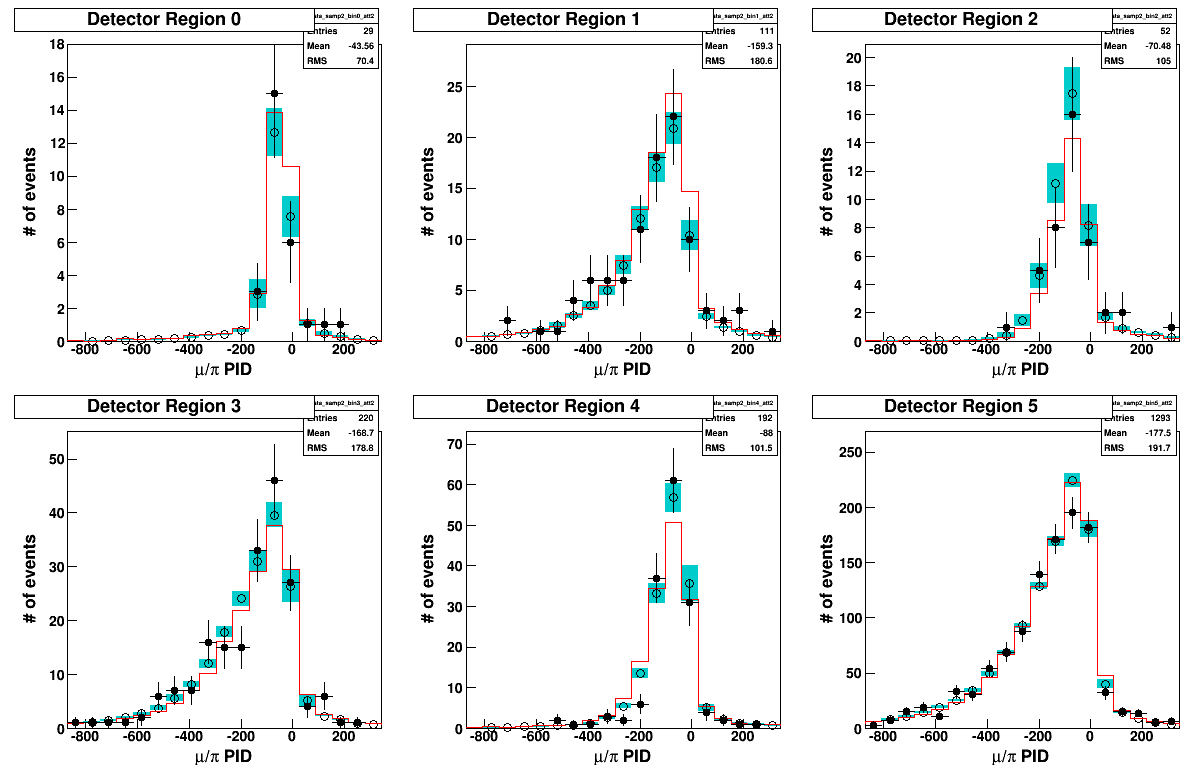 Detector Region 0
ata_samp2_bin0_att2
Entries 29
Mean -43.56
RMS 70.4
# of events
18
16
14
12
10
8
6
4
2
0
-800 -600 -400 -200 0 200
μ/π PID
Detector Region 1
ata_samp2_bin1_att2
Entries 111
Mean -159.3
RMS 180.6
# of events
25
20
15
10
5
0
-800 -600 -400 -200 0 200
μ/π PID
Detector Region 2
ata_samp2_bin2_att2
Entries 52
Mean -70.48
RMS 105
# of events
20
18
16
14
12
10
8
6
4
2
0
-800 -600 -400 -200 0 200
μ/π PID
Detector Region 3
ata_samp2_bin3_att2
Entries 220
Mean -168.7
RMS 178.8
# of events
50
40
30
20
10
0
-800 -600 -400 -200 0 200
μ/π PID
Detector Region 4
ata_samp2_bin4_att2
Entries 192
Mean -88
RMS 101.5
# of events
70
60
50
40
30
20
10
0
-800 -600 -400 -200 0 200
μ/π PID
Detector Region 5
ata_samp2_bin5_att2
Entries 1293
Mean -177.5
RMS 191.7
# of events
250
200
150
100
50
0
-800 -600 -400 -200 0 200
μ/π PID